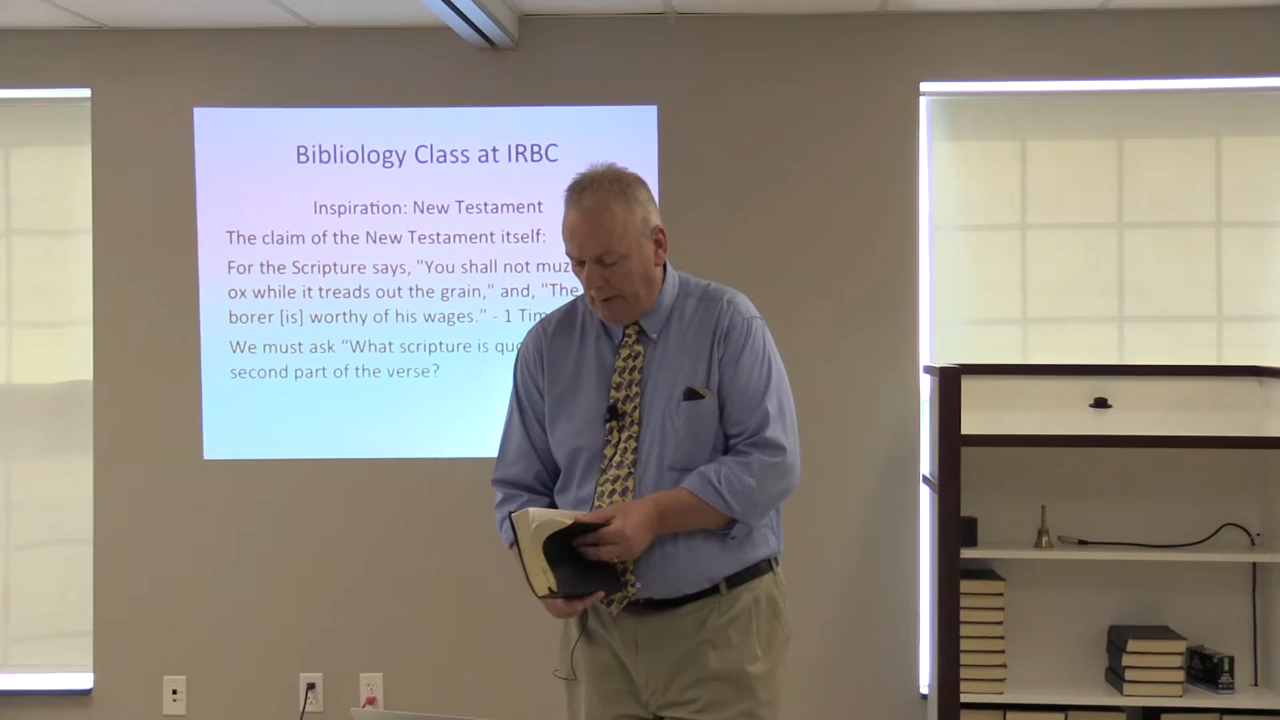 Bibliology Class at IRBC
Inspiration: New Testament
The claim of the New Testament itself:
For the Scripture says, "You shall not muz
ox while it treads out the grain," and, "The
borer [is] worthy of his wages." - 1 Tim
We must ask “What scripture is quo
second part of the verse?